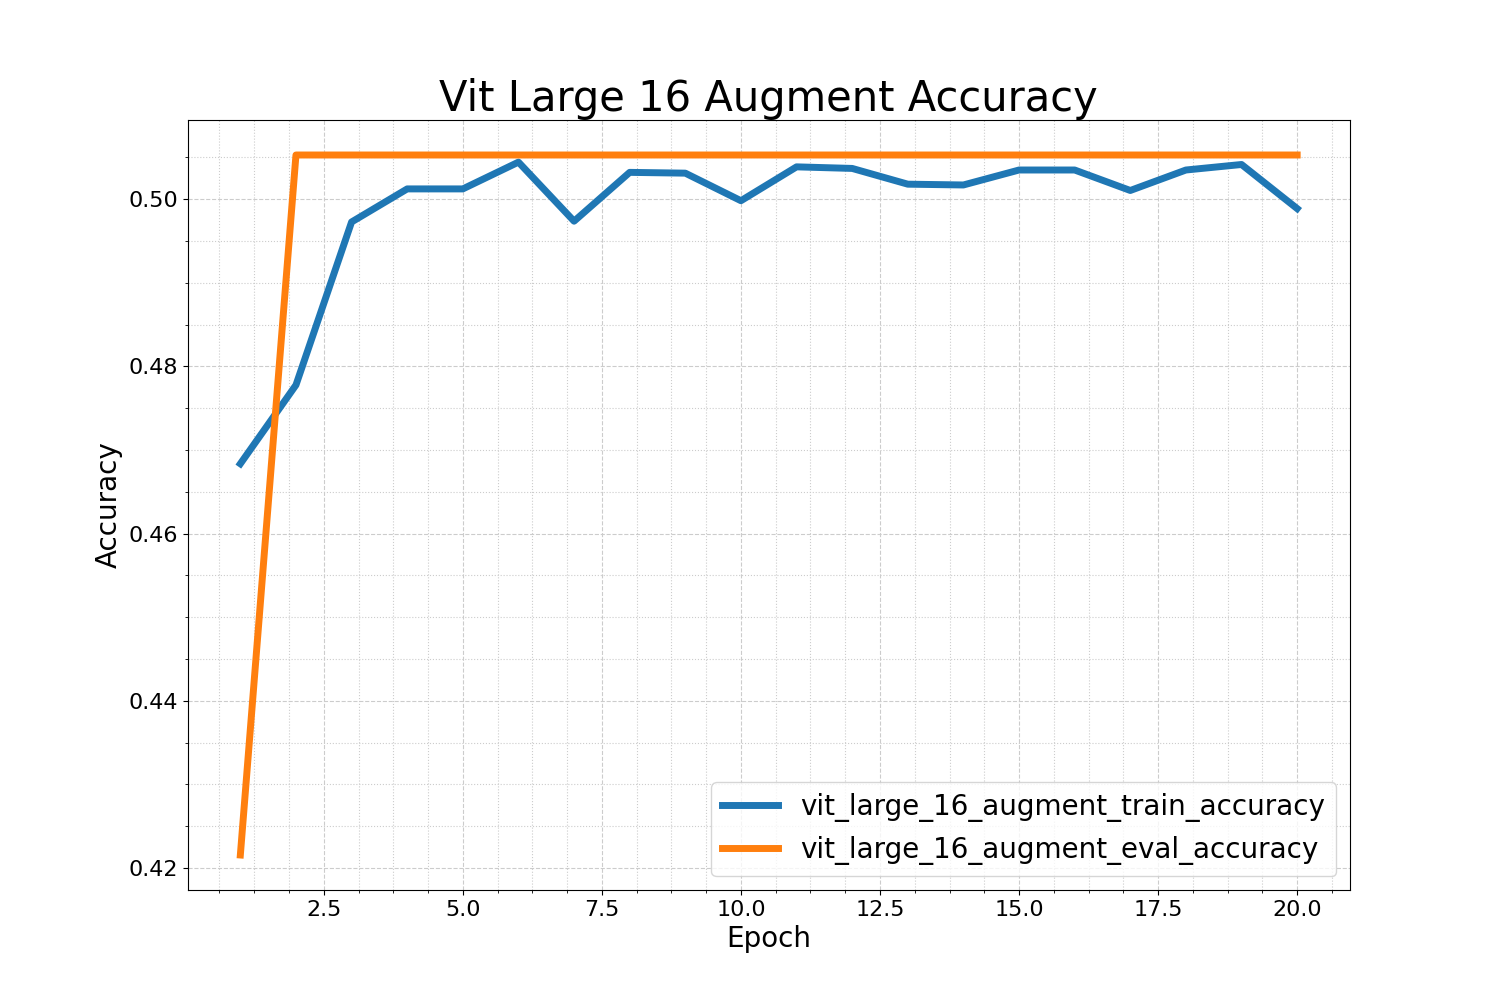 Vit Large 16 Augment Accuracy
Accuracy
0.50
0.48
0.46
0.44
0.42
2.5 5.0 7.5 10.0 12.5 15.0 17.5 20.0
Epoch
vit_large_16_augment_train_accuracy
vit_large_16_augment_eval_accuracy